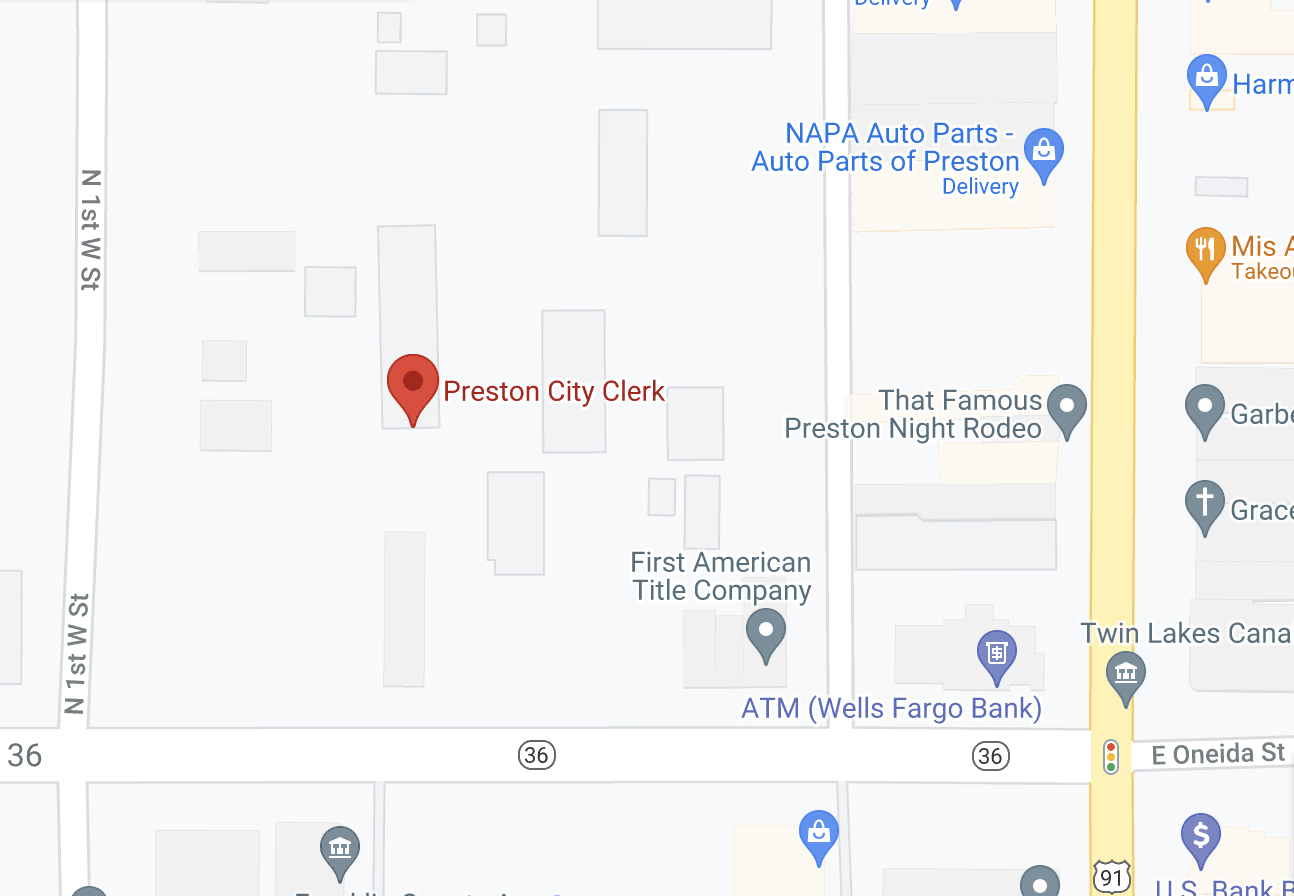 Delivery
Harm
NAPA Auto Parts -
Auto Parts of Preston
Delivery
N 1st W St
Mis A
Takeou
Preston City Clerk
That Famous
Preston Night Rodeo
Garbe
Grace
First American
Title Company
N 1st W St
Twin Lakes Cana
ATM (Wells Fargo Bank)
36
36
36
E Oneida St
91
U.S. Bank B